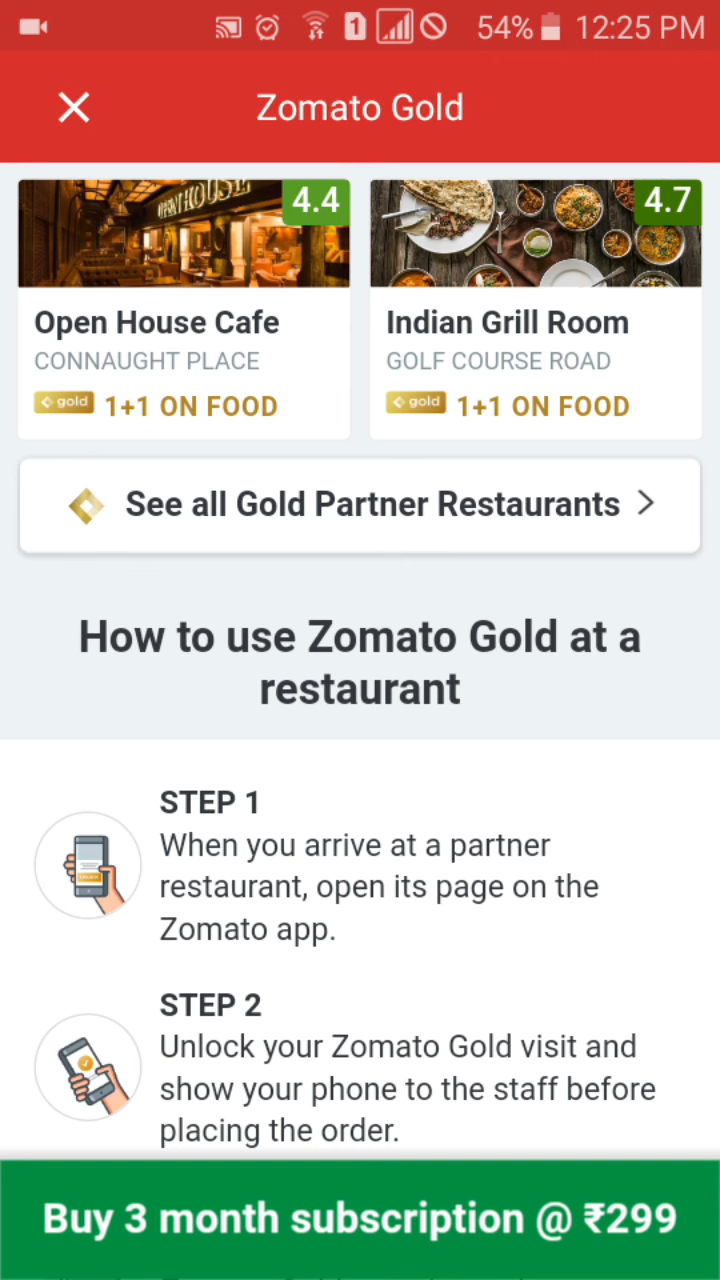 54% 12:25 PM
Zomato Gold
OPEN HOUSE
4.4
4.7
Open House Cafe
CONNAUGHT PLACE
gold 1+1 ON FOOD
Indian Grill Room
GOLF COURSE ROAD
gold 1+1 ON FOOD
See all Gold Partner Restaurants
How to use Zomato Gold at a
restaurant
STEP 1
When you arrive at a partner
restaurant, open its page on the
Zomato app.
STEP 2
Unlock your Zomato Gold visit and
show your phone to the staff before
placing the order.
Buy 3 month subscription @ ₹299